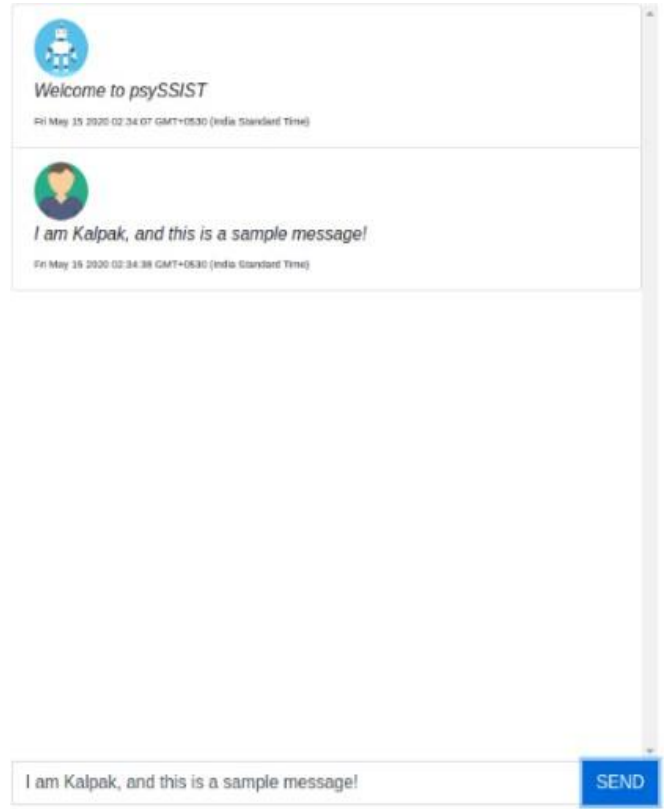 Welcome to psySSIST
Fri May 15 2020 02:34:07 GMT+0530 (India Standard Time)
I am Kalpak, and this is a sample message!
Fri May 15 2020 02:34:38 GMT+0530 (India Standard Time)
I am Kalpak, and this is a sample message!
SEND